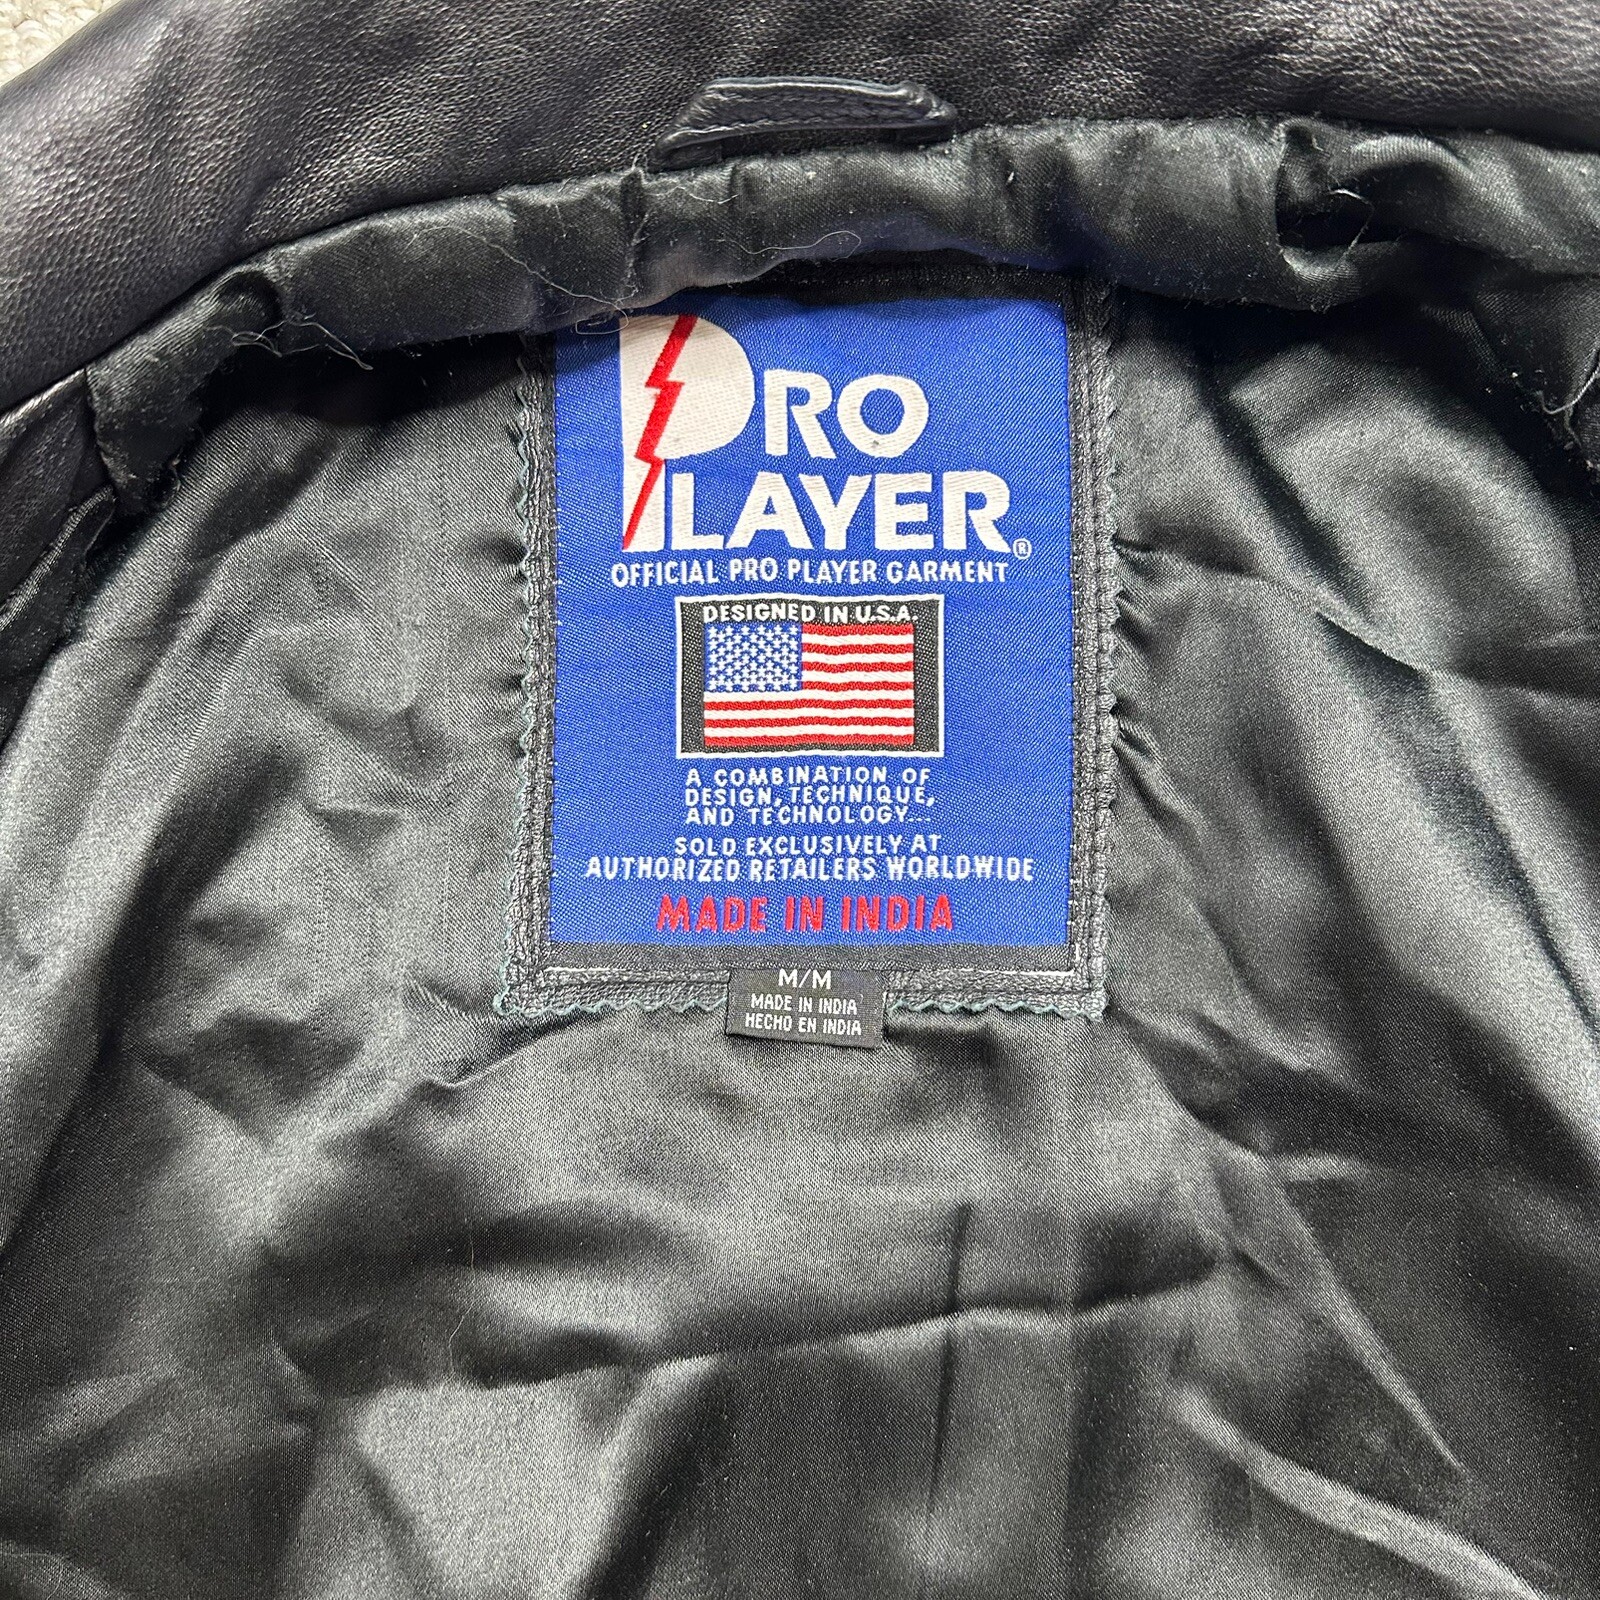 PRO
PLAYER®
OFFICIAL PRO PLAYER GARMENT
DESIGNED IN U.S.A.
A COMBINATION OF
DESIGN, TECHNIQUE,
AND TECHNOLOGY...
SOLD EXCLUSIVELY AT
AUTHORIZED RETAILERS WORLDWIDE
MADE IN INDIA
M/M
MADE IN INDIA
HECHO EN INDIA